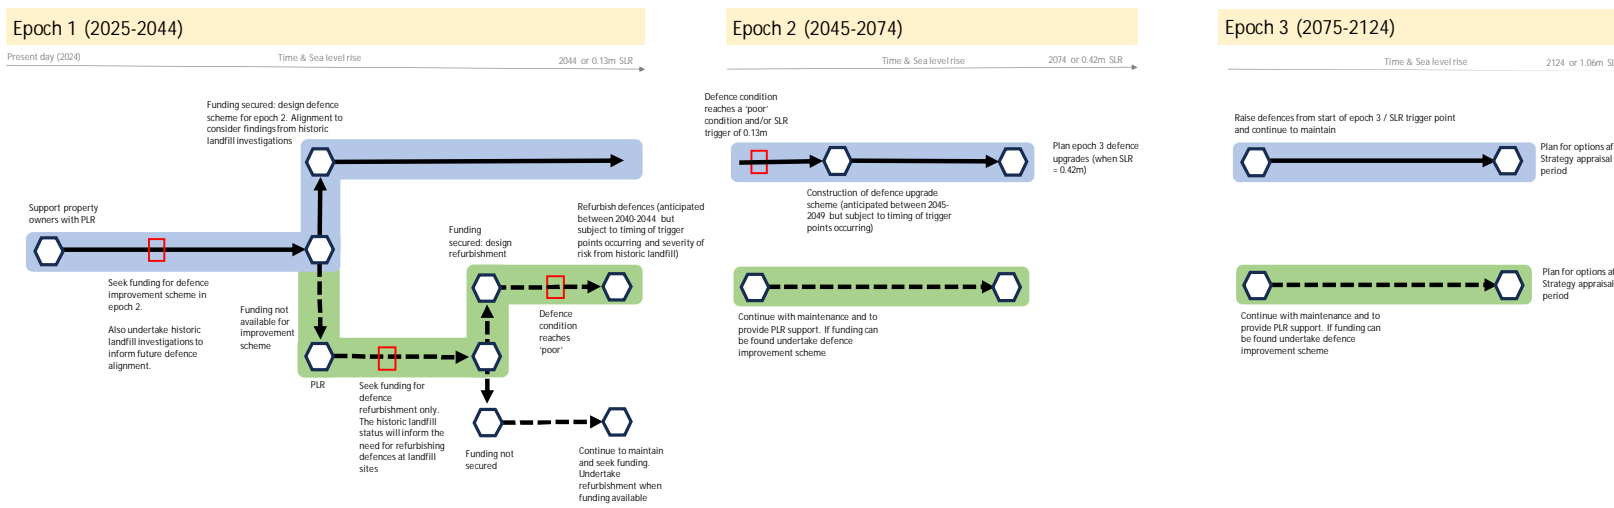 Epoch 1 (2025-2044)
Present day (2024)
Time & Sea level rise
2044 or 0.13m SLR
Funding secured: design defence
scheme for epoch 2. Alignment to
consider findings from historic
landfill investigations
Support property
owners with PLR
Seek funding for defence
improvement scheme in
epoch 2.
Also undertake historic
landfill investigations to
inform future defence
alignment.
Funding not
available for
improvement
scheme
PLR
Seek funding for
defence
refurbishment only.
The historic landfill
status will inform the
need for refurbishing
defences at landfill
sites
Funding
secured: design
refurbishment
Refurbish defences (anticipated
between 2040-2044 but
subject to timing of trigger
points occurring and severity of
risk from historic landfill)
Defence
condition
reaches
'poor'
Funding not
secured
Continue to maintain
and seek funding.
Undertake
refurbishment when
funding available
Epoch 2 (2045-2074)
Time & Sea level rise
2074 or 0.42m SLR
Defence condition
reaches a 'poor'
condition and/or SLR
trigger of 0.13m
Construction of defence upgrade
scheme (anticipated between 2045-
2049 but subject to timing of trigger
points occurring)
Plan epoch 3 defence
upgrades (when SLR
= 0.42m)
Continue with maintenance and to
provide PLR support. If funding can
be found undertake defence
improvement scheme
Epoch 3 (2075-2124)
Time & Sea level rise
2124 or 1.06m SL
Raise defences from start of epoch 3 / SLR trigger point
and continue to maintain
Plan for options af
Strategy appraisal
period
Plan for options af
Strategy appraisal
period
Continue with maintenance and to
provide PLR support. If funding can
be found undertake defence
improvement scheme